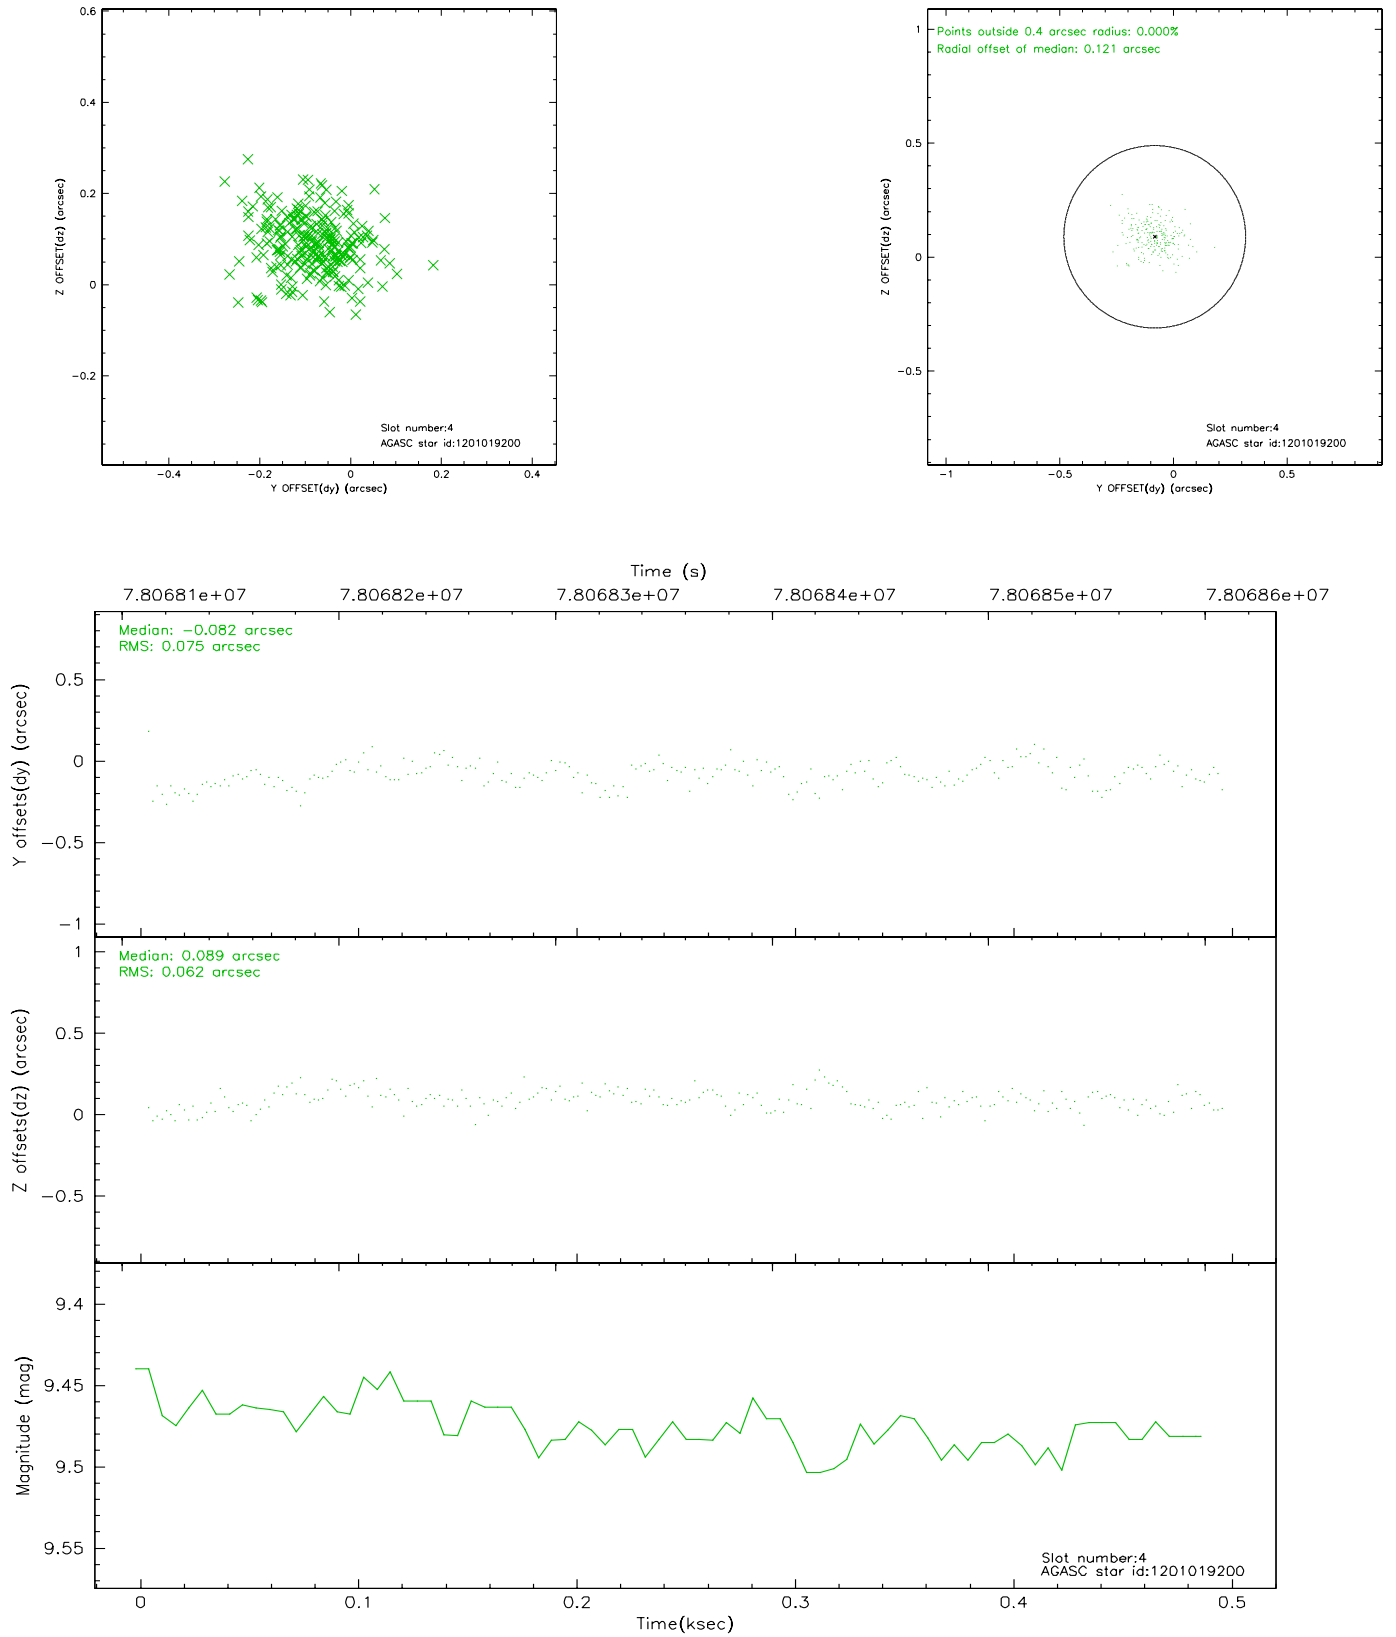 0.6
0.4
0.2
0
−0.2
Z OFFSET(dz) (arcsec)
Slot number:4
AGASC star id:1201019200
−0.4 −0.2 0 0.2 0.4
Y OFFSET(dy) (arcsec)
Points outside 0.4 arcsec radius: 0.000%
Radial offset of median: 0.121 arcsec
1
0.5
0
−0.5
Z OFFSET(dz) (arcsec)
Slot number:4
AGASC star id:1201019200
−1 −0.5 0 0.5
Y OFFSET(dy) (arcsec)
Time (s)
7.80681e+07 7.80682e+07 7.80683e+07 7.80684e+07 7.80685e+07 7.80686e+07
Median: −0.082 arcsec
RMS: 0.075 arcsec
0.5
0
−0.5
−1
Y offsets(dy) (arcsec)
Median: 0.089 arcsec
RMS: 0.062 arcsec
1
0.5
0
−0.5
Z offsets(dz) (arcsec)
9.4
9.45
9.5
9.55
Magnitude (mag)
Slot number:4
AGASC star id:1201019200
0 0.1 0.2 0.3 0.4 0.5
Time(ksec)